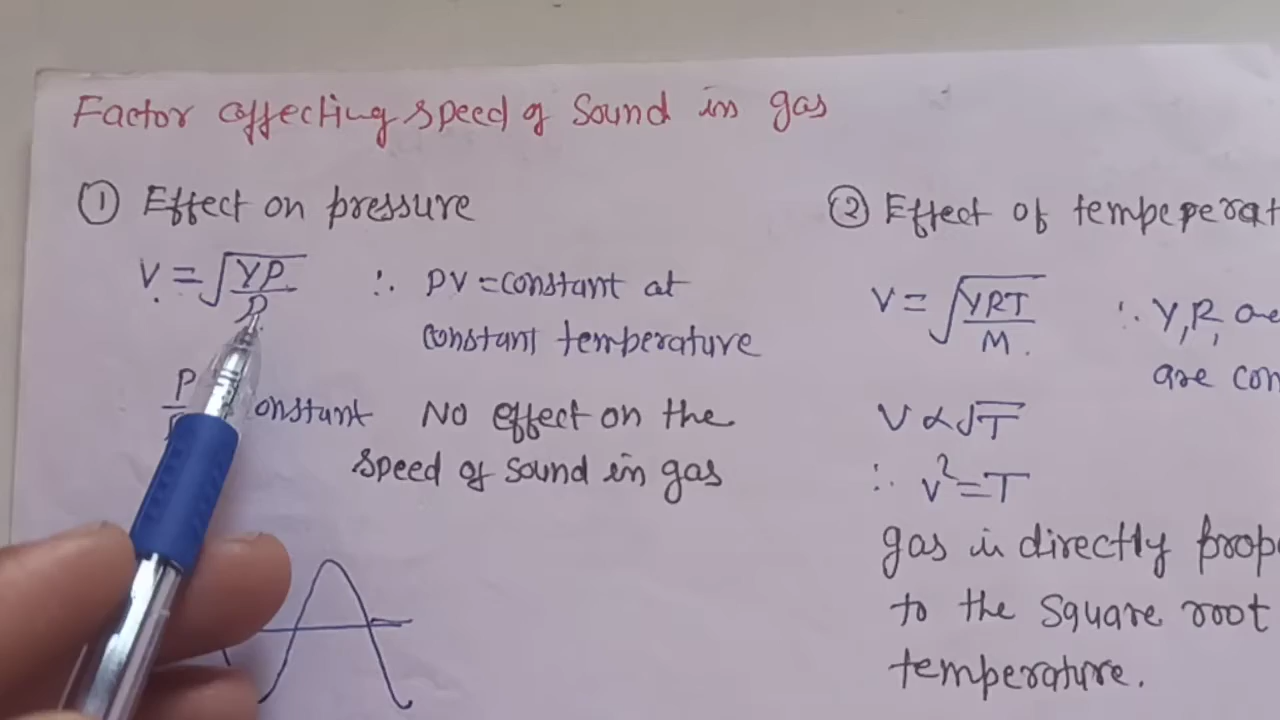 Factor affecting speed of Sound in gas
① Effect on pressure
V = √(γP/ρ) ∴ PV = constant at
constant temperature
P onstant No effect on the
speed of sound in gas
② Effect of tempeperat
V = √(γRT/M) ∵ γ, R, are
are con
V ∝ √T
∴ V² = T
gas is directly prop
to the square root
temperature.